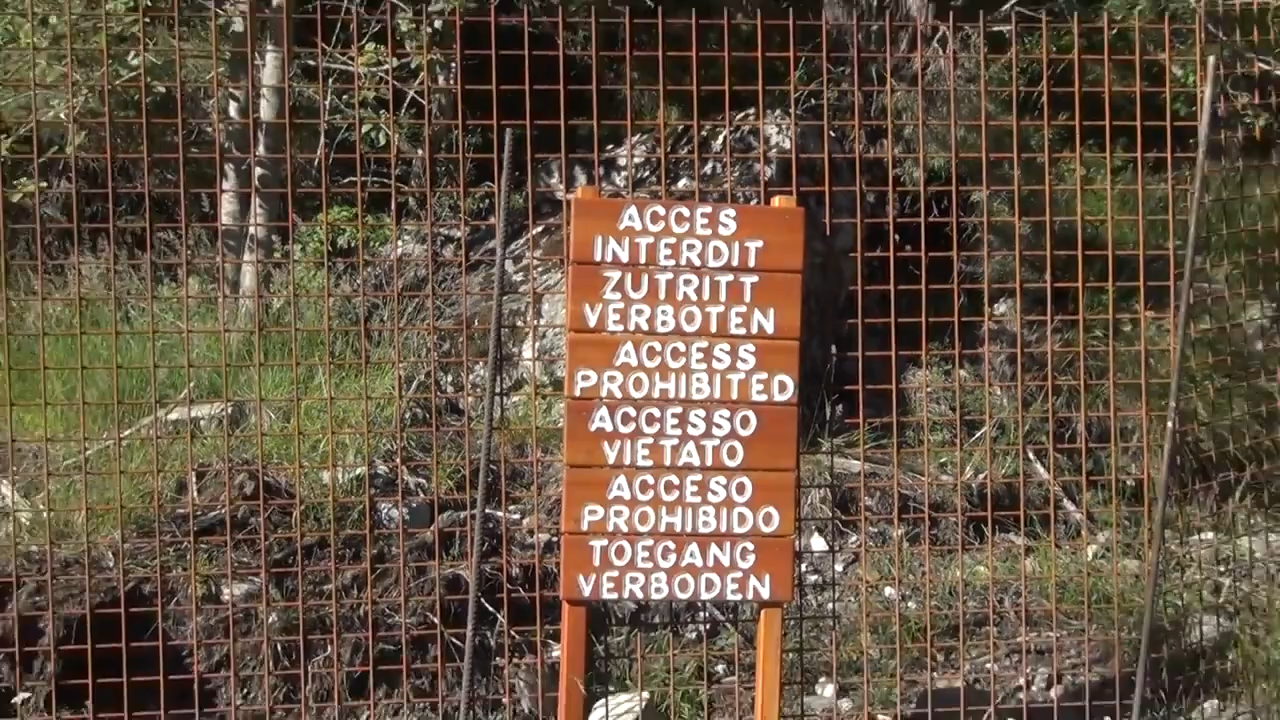 ACCES
INTERDIT
ZUTRITT
VERBOTEN
ACCESS
PROHIBITED
ACCESSO
VIETATO
ACCESO
PROHIBIDO
TOEGANG
VERBODEN